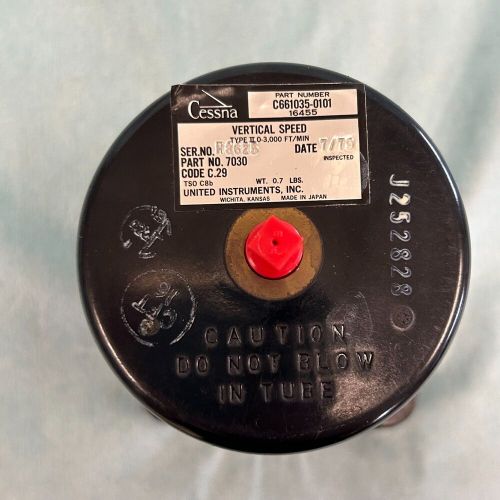 Cessna
PART NUMBER
C661035-0101
16455
VERTICAL SPEED
TYPE II 0-3,000 FT/MIN
SER.NO. DATE 7/76
PART NO. 7030 INSPECTED
CODE C.29
TSO C8b WT. 0.7 LBS.
UNITED INSTRUMENTS, INC.
WICHITA, KANSAS MADE IN JAPAN
J252828
CAUTION
DO NOT BLOW
IN TUBE